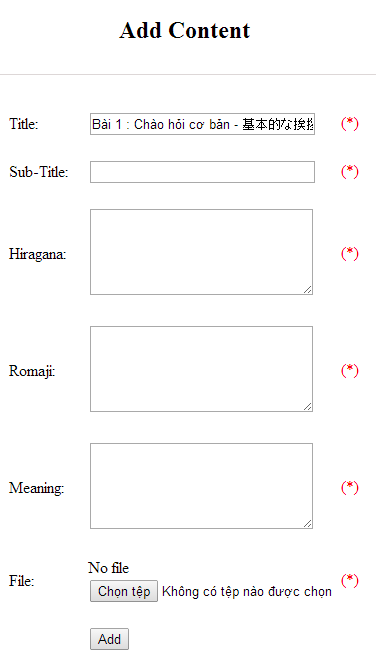 Add Content
Title: Bài 1 : Chào hỏi cơ bản - 基本的な挨 (*)
Sub-Title: (*)
Hiragana: (*)
Romaji: (*)
Meaning: (*)
No file
File: Chọn tệp Không có tệp nào được chọn (*)
Add